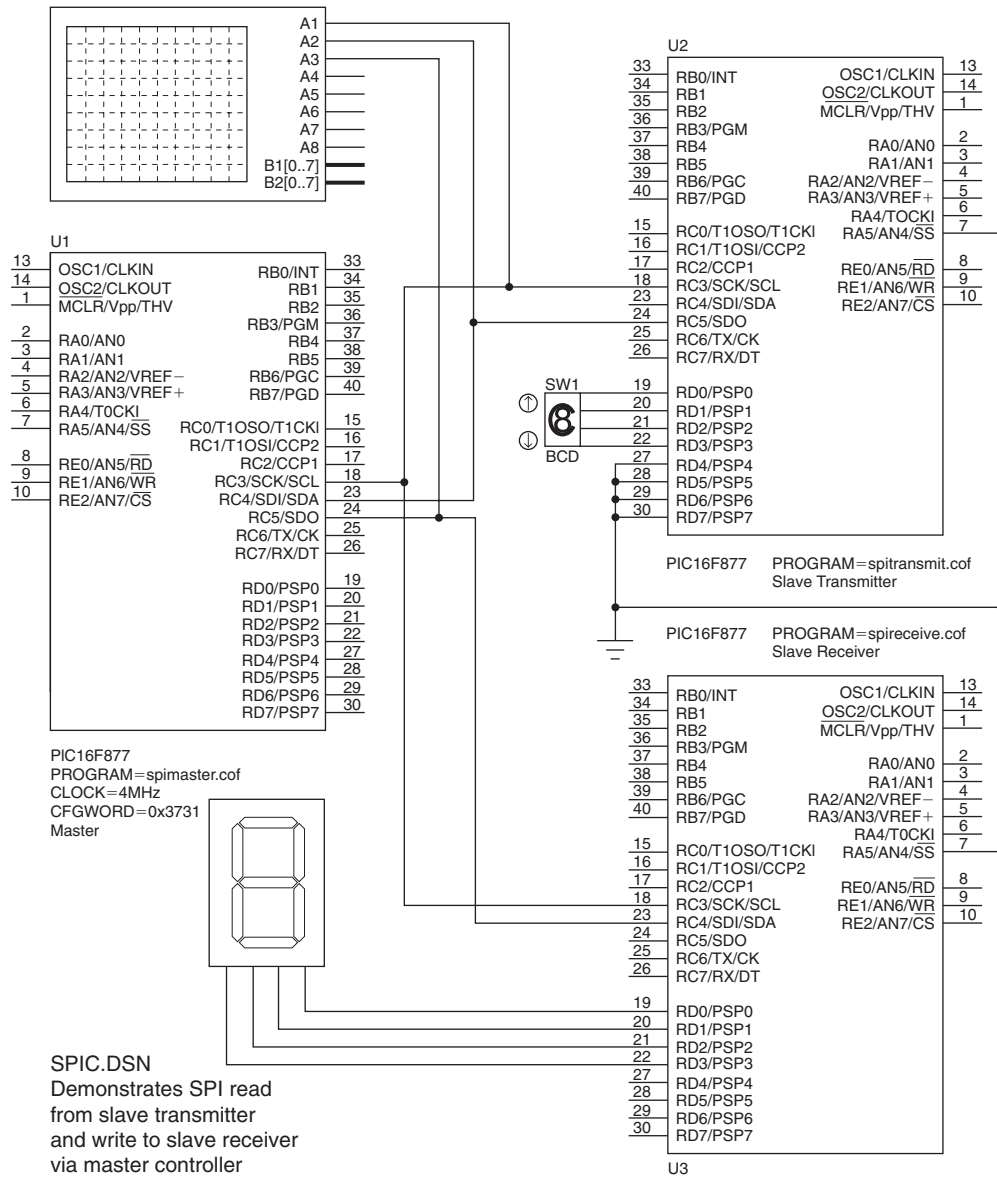 A1
A2
A3
A4
A5
A6
A7
A8
B1[0..7]
B2[0..7]
U1
13 OSC1/CLKIN
14 OSC2/CLKOUT
1 MCLR/Vpp/THV
2 RA0/AN0
3 RA1/AN1
4 RA2/AN2/VREF−
5 RA3/AN3/VREF+
6 RA4/T0CKI
7 RA5/AN4/SS
8 RE0/AN5/RD
9 RE1/AN6/WR
10 RE2/AN7/CS
RB0/INT 33
RB1 34
RB2 35
RB3/PGM 36
RB4 37
RB5 38
RB6/PGC 39
RB7/PGD 40
RC0/T1OSO/T1CKI 15
RC1/T1OSI/CCP2 16
RC2/CCP1 17
RC3/SCK/SCL 18
RC4/SDI/SDA 23
RC5/SDO 24
RC6/TX/CK 25
RC7/RX/DT 26
RD0/PSP0 19
RD1/PSP1 20
RD2/PSP2 21
RD3/PSP3 22
RD4/PSP4 27
RD5/PSP5 28
RD6/PSP6 29
RD7/PSP7 30
PIC16F877
PROGRAM=spimaster.cof
CLOCK=4MHz
CFGWORD=0x3731
Master
U2
33 RB0/INT
34 RB1
35 RB2
36 RB3/PGM
37 RB4
38 RB5
39 RB6/PGC
40 RB7/PGD
15 RC0/T1OSO/T1CKI
16 RC1/T1OSI/CCP2
17 RC2/CCP1
18 RC3/SCK/SCL
23 RC4/SDI/SDA
24 RC5/SDO
25 RC6/TX/CK
26 RC7/RX/DT
19 RD0/PSP0
20 RD1/PSP1
21 RD2/PSP2
22 RD3/PSP3
27 RD4/PSP4
28 RD5/PSP5
29 RD6/PSP6
30 RD7/PSP7
OSC1/CLKIN 13
OSC2/CLKOUT 14
MCLR/Vpp/THV 1
RA0/AN0 2
RA1/AN1 3
RA2/AN2/VREF− 4
RA3/AN3/VREF+ 5
RA4/TOCKI 6
RA5/AN4/SS 7
RE0/AN5/RD 8
RE1/AN6/WR 9
RE2/AN7/CS 10
SW1
BCD
PIC16F877 PROGRAM=spitransmit.cof
Slave Transmitter
PIC16F877 PROGRAM=spireceive.cof
Slave Receiver
33 RB0/INT
34 RB1
35 RB2
36 RB3/PGM
37 RB4
38 RB5
39 RB6/PGC
40 RB7/PGD
15 RC0/T1OSO/T1CKI
16 RC1/T1OSI/CCP2
17 RC2/CCP1
18 RC3/SCK/SCL
23 RC4/SDI/SDA
24 RC5/SDO
25 RC6/TX/CK
26 RC7/RX/DT
19 RD0/PSP0
20 RD1/PSP1
21 RD2/PSP2
22 RD3/PSP3
27 RD4/PSP4
28 RD5/PSP5
29 RD6/PSP6
30 RD7/PSP7
OSC1/CLKIN 13
OSC2/CLKOUT 14
MCLR/Vpp/THV 1
RA0/AN0 2
RA1/AN1 3
RA2/AN2/VREF− 4
RA3/AN3/VREF+ 5
RA4/T0CKI 6
RA5/AN4/SS 7
RE0/AN5/RD 8
RE1/AN6/WR 9
RE2/AN7/CS 10
U3
SPIC.DSN
Demonstrates SPI read
from slave transmitter
and write to slave receiver
via master controller